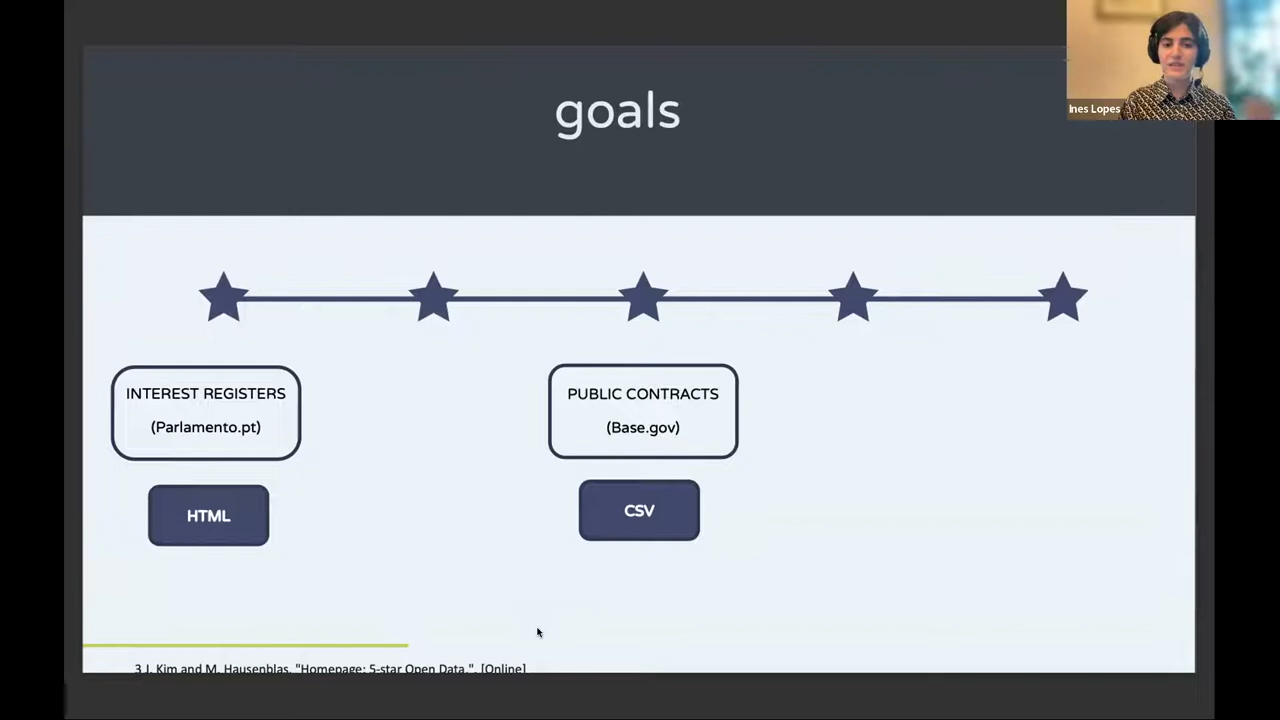 goals
Ines Lopes
INTEREST REGISTERS
(Parlamento.pt)
HTML
PUBLIC CONTRACTS
(Base.gov)
CSV
3 J. Kim and M. Hausenblas. "Homepage: 5-star Open Data.". [Online]